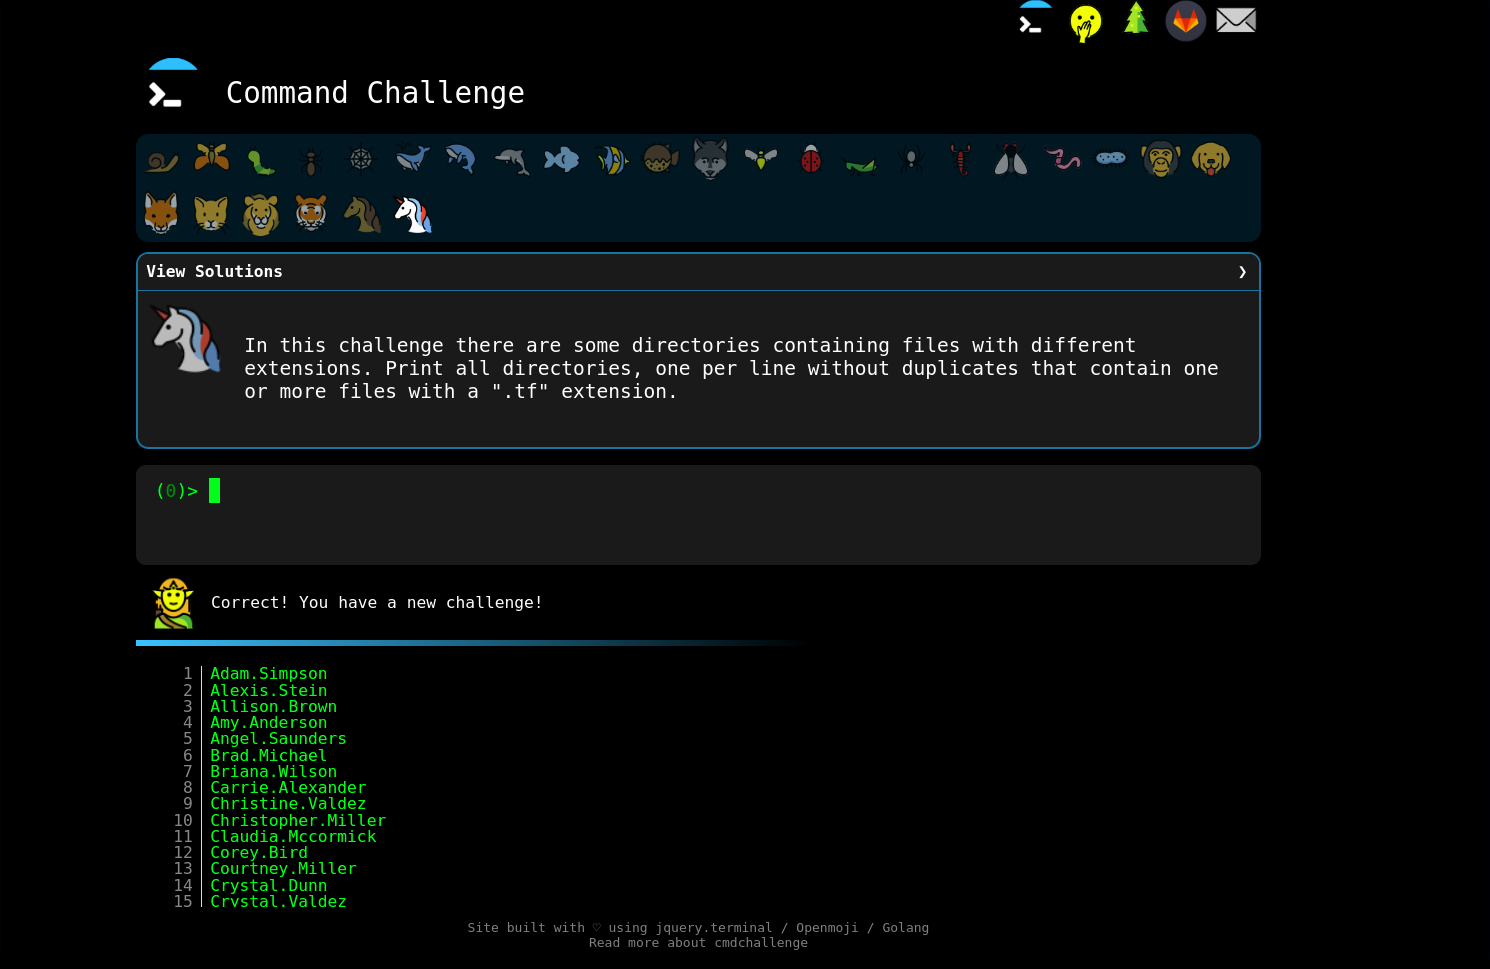 Command Challenge
View Solutions ❯
In this challenge there are some directories containing files with different
extensions. Print all directories, one per line without duplicates that contain one
or more files with a ".tf" extension.
(0)>
Correct! You have a new challenge!
1 Adam.Simpson
2 Alexis.Stein
3 Allison.Brown
4 Amy.Anderson
5 Angel.Saunders
6 Brad.Michael
7 Briana.Wilson
8 Carrie.Alexander
9 Christine.Valdez
10 Christopher.Miller
11 Claudia.Mccormick
12 Corey.Bird
13 Courtney.Miller
14 Crystal.Dunn
15 Crystal.Valdez
Site built with ♡ using jquery.terminal / Openmoji / Golang
Read more about cmdchallenge